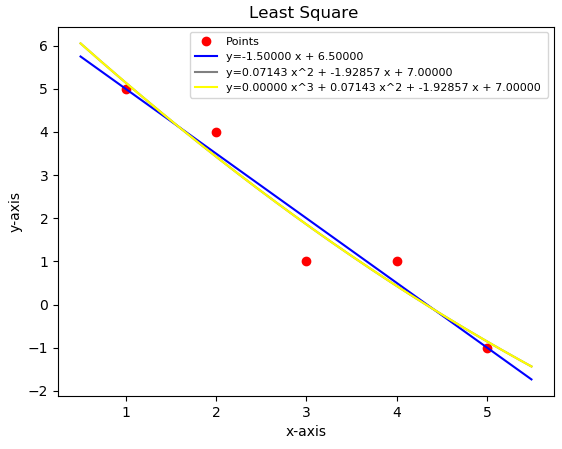 Least Square
Points
y=-1.50000 x + 6.50000
y=0.07143 x^2 + -1.92857 x + 7.00000
y=0.00000 x^3 + 0.07143 x^2 + -1.92857 x + 7.00000
6
5
4
3
2
1
0
−1
−2
y-axis
1 2 3 4 5
x-axis